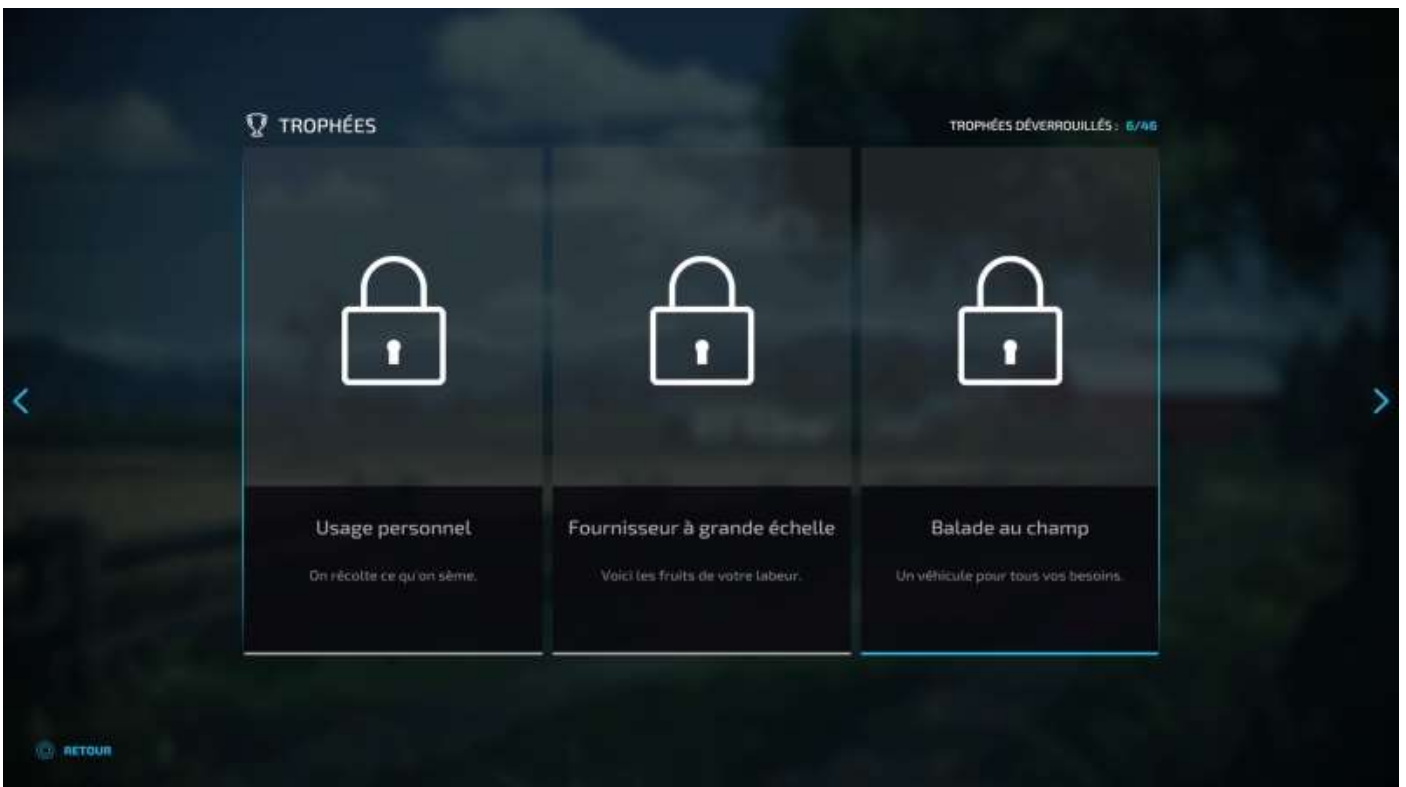 TROPHÉES
TROPHÉES DÉVERROUILLÉS : 6/46
Usage personnel
On récolte ce qu'on sème.
Fournisseur à grande échelle
Voici les fruits de votre labeur.
Balade au champ
Un véhicule pour tous vos besoins.
RETOUR